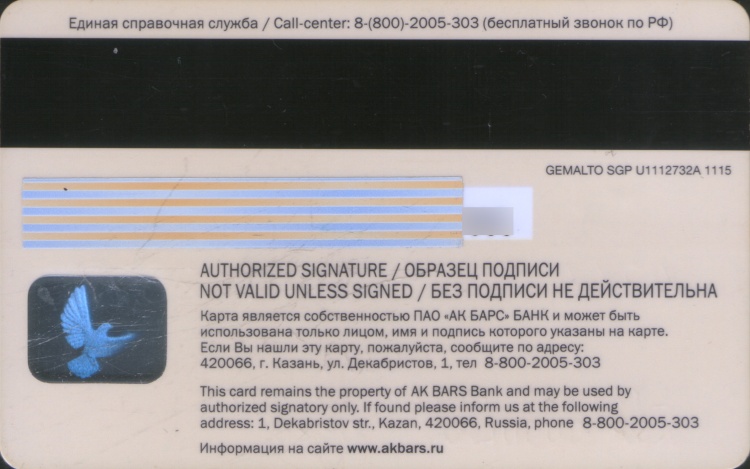 Единая справочная служба / Call-center: 8-(800)-2005-303 (бесплатный звонок по РФ)
GEMALTO SGP U1112732A 1115
AUTHORIZED SIGNATURE / ОБРАЗЕЦ ПОДПИСИ
NOT VALID UNLESS SIGNED / БЕЗ ПОДПИСИ НЕ ДЕЙСТВИТЕЛЬНА
Карта является собственностью ПАО «АК БАРС» БАНК и может быть
использована только лицом, имя и подпись которого указаны на карте.
Если Вы нашли эту карту, пожалуйста, сообщите по адресу:
420066, г. Казань, ул. Декабристов, 1, тел 8-800-2005-303
This card remains the property of AK BARS Bank and may be used by
authorized signatory only. If found please inform us at the following
address: 1, Dekabristov str., Kazan, 420066, Russia, phone 8-800-2005-303
Информация на сайте www.akbars.ru